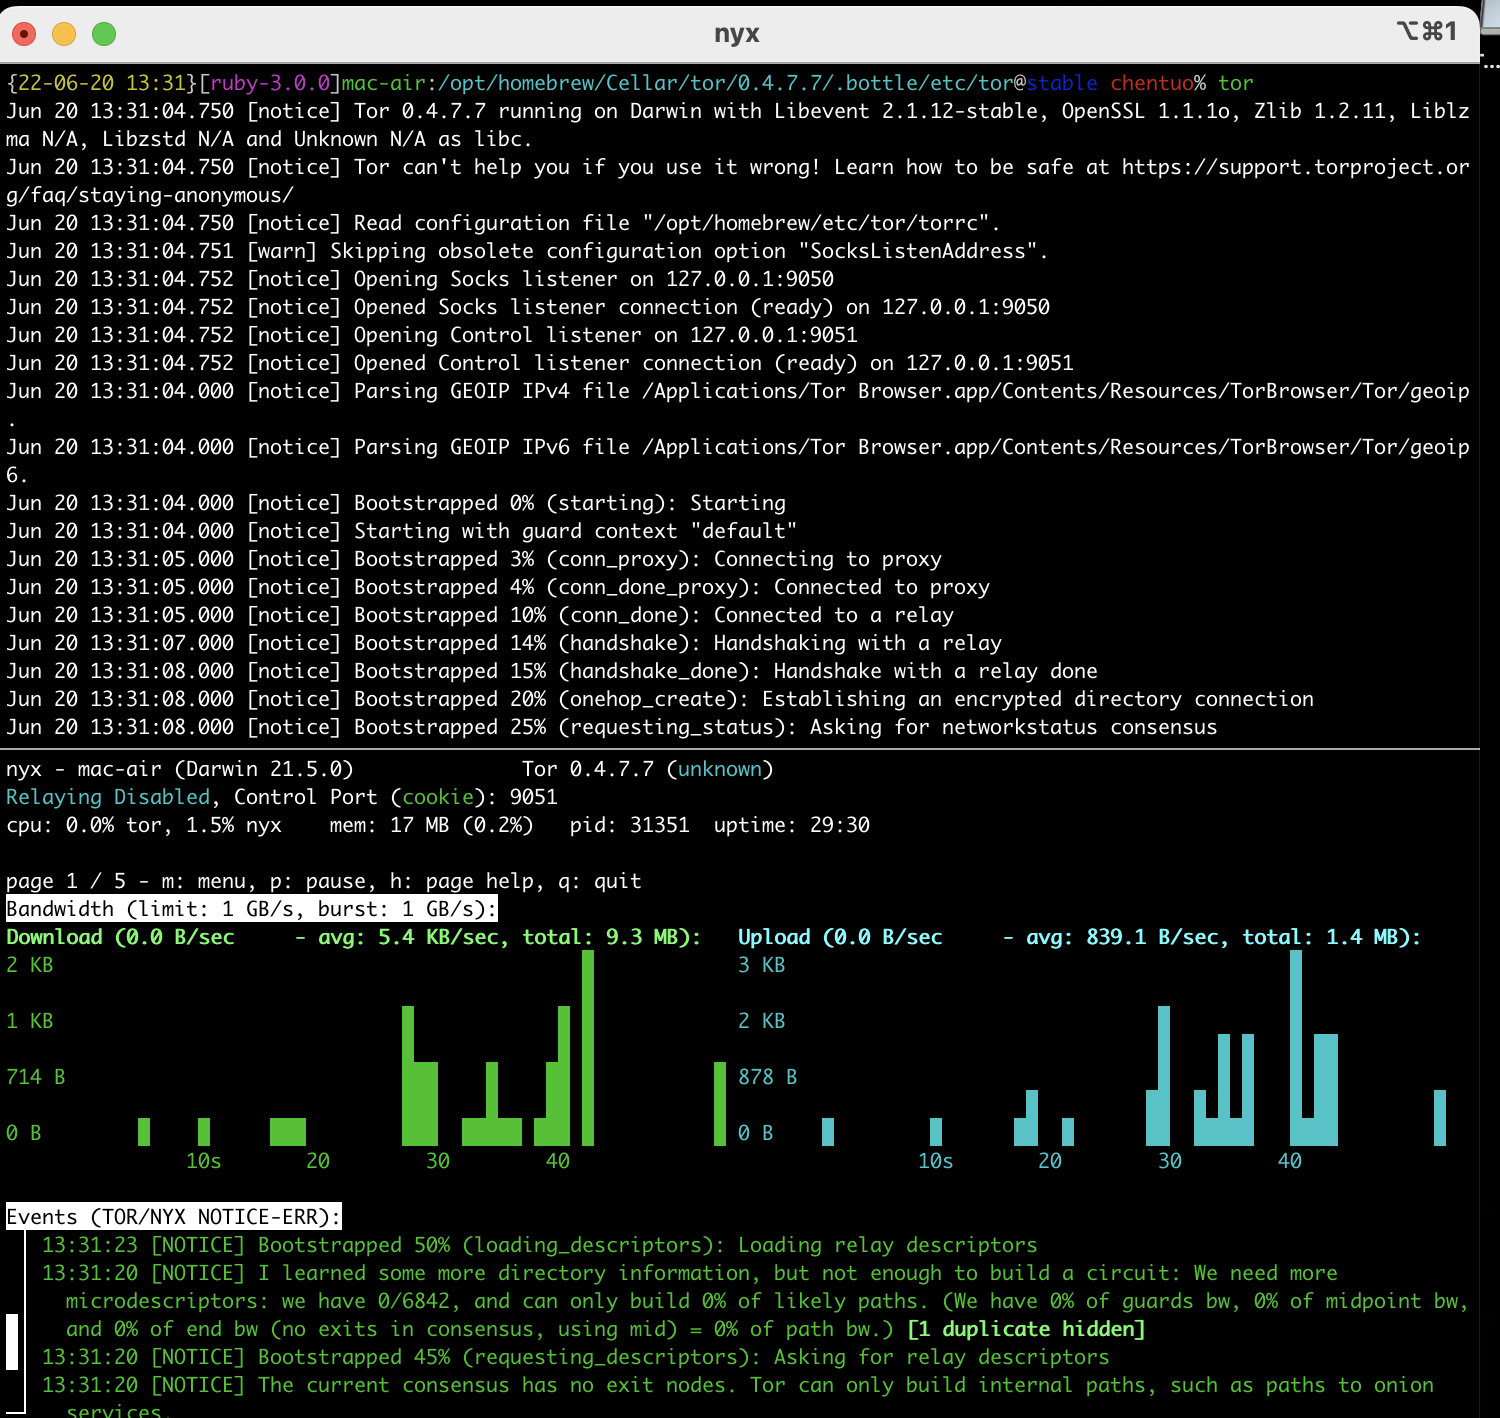 nyx
⌥⌘1
{22-06-20 13:31}[ruby-3.0.0]mac-air:/opt/homebrew/Cellar/tor/0.4.7.7/.bottle/etc/tor@stable chentuo% tor
Jun 20 13:31:04.750 [notice] Tor 0.4.7.7 running on Darwin with Libevent 2.1.12-stable, OpenSSL 1.1.1o, Zlib 1.2.11, Liblz
ma N/A, Libzstd N/A and Unknown N/A as libc.
Jun 20 13:31:04.750 [notice] Tor can't help you if you use it wrong! Learn how to be safe at https://support.torproject.or
g/faq/staying-anonymous/
Jun 20 13:31:04.750 [notice] Read configuration file "/opt/homebrew/etc/tor/torrc".
Jun 20 13:31:04.751 [warn] Skipping obsolete configuration option "SocksListenAddress".
Jun 20 13:31:04.752 [notice] Opening Socks listener on 127.0.0.1:9050
Jun 20 13:31:04.752 [notice] Opened Socks listener connection (ready) on 127.0.0.1:9050
Jun 20 13:31:04.752 [notice] Opening Control listener on 127.0.0.1:9051
Jun 20 13:31:04.752 [notice] Opened Control listener connection (ready) on 127.0.0.1:9051
Jun 20 13:31:04.000 [notice] Parsing GEOIP IPv4 file /Applications/Tor Browser.app/Contents/Resources/TorBrowser/Tor/geoip
.
Jun 20 13:31:04.000 [notice] Parsing GEOIP IPv6 file /Applications/Tor Browser.app/Contents/Resources/TorBrowser/Tor/geoip
6.
Jun 20 13:31:04.000 [notice] Bootstrapped 0% (starting): Starting
Jun 20 13:31:04.000 [notice] Starting with guard context "default"
Jun 20 13:31:05.000 [notice] Bootstrapped 3% (conn_proxy): Connecting to proxy
Jun 20 13:31:05.000 [notice] Bootstrapped 4% (conn_done_proxy): Connected to proxy
Jun 20 13:31:05.000 [notice] Bootstrapped 10% (conn_done): Connected to a relay
Jun 20 13:31:07.000 [notice] Bootstrapped 14% (handshake): Handshaking with a relay
Jun 20 13:31:08.000 [notice] Bootstrapped 15% (handshake_done): Handshake with a relay done
Jun 20 13:31:08.000 [notice] Bootstrapped 20% (onehop_create): Establishing an encrypted directory connection
Jun 20 13:31:08.000 [notice] Bootstrapped 25% (requesting_status): Asking for networkstatus consensus
nyx - mac-air (Darwin 21.5.0)              Tor 0.4.7.7 (unknown)
Relaying Disabled, Control Port (cookie): 9051
cpu: 0.0% tor, 1.5% nyx    mem: 17 MB (0.2%)   pid: 31351  uptime: 29:30
page 1 / 5 - m: menu, p: pause, h: page help, q: quit
Bandwidth (limit: 1 GB/s, burst: 1 GB/s):
Download (0.0 B/sec     - avg: 5.4 KB/sec, total: 9.3 MB):   Upload (0.0 B/sec     - avg: 839.1 B/sec, total: 1.4 MB):
2 KB   3 KB
1 KB   2 KB
714 B   878 B
0 B   0 B
10s   20   30   40   10s   20   30   40
Events (TOR/NYX NOTICE-ERR):
13:31:23 [NOTICE] Bootstrapped 50% (loading_descriptors): Loading relay descriptors
13:31:20 [NOTICE] I learned some more directory information, but not enough to build a circuit: We need more
microdescriptors: we have 0/6842, and can only build 0% of likely paths. (We have 0% of guards bw, 0% of midpoint bw,
and 0% of end bw (no exits in consensus, using mid) = 0% of path bw.) [1 duplicate hidden]
13:31:20 [NOTICE] Bootstrapped 45% (requesting_descriptors): Asking for relay descriptors
13:31:20 [NOTICE] The current consensus has no exit nodes. Tor can only build internal paths, such as paths to onion
services.